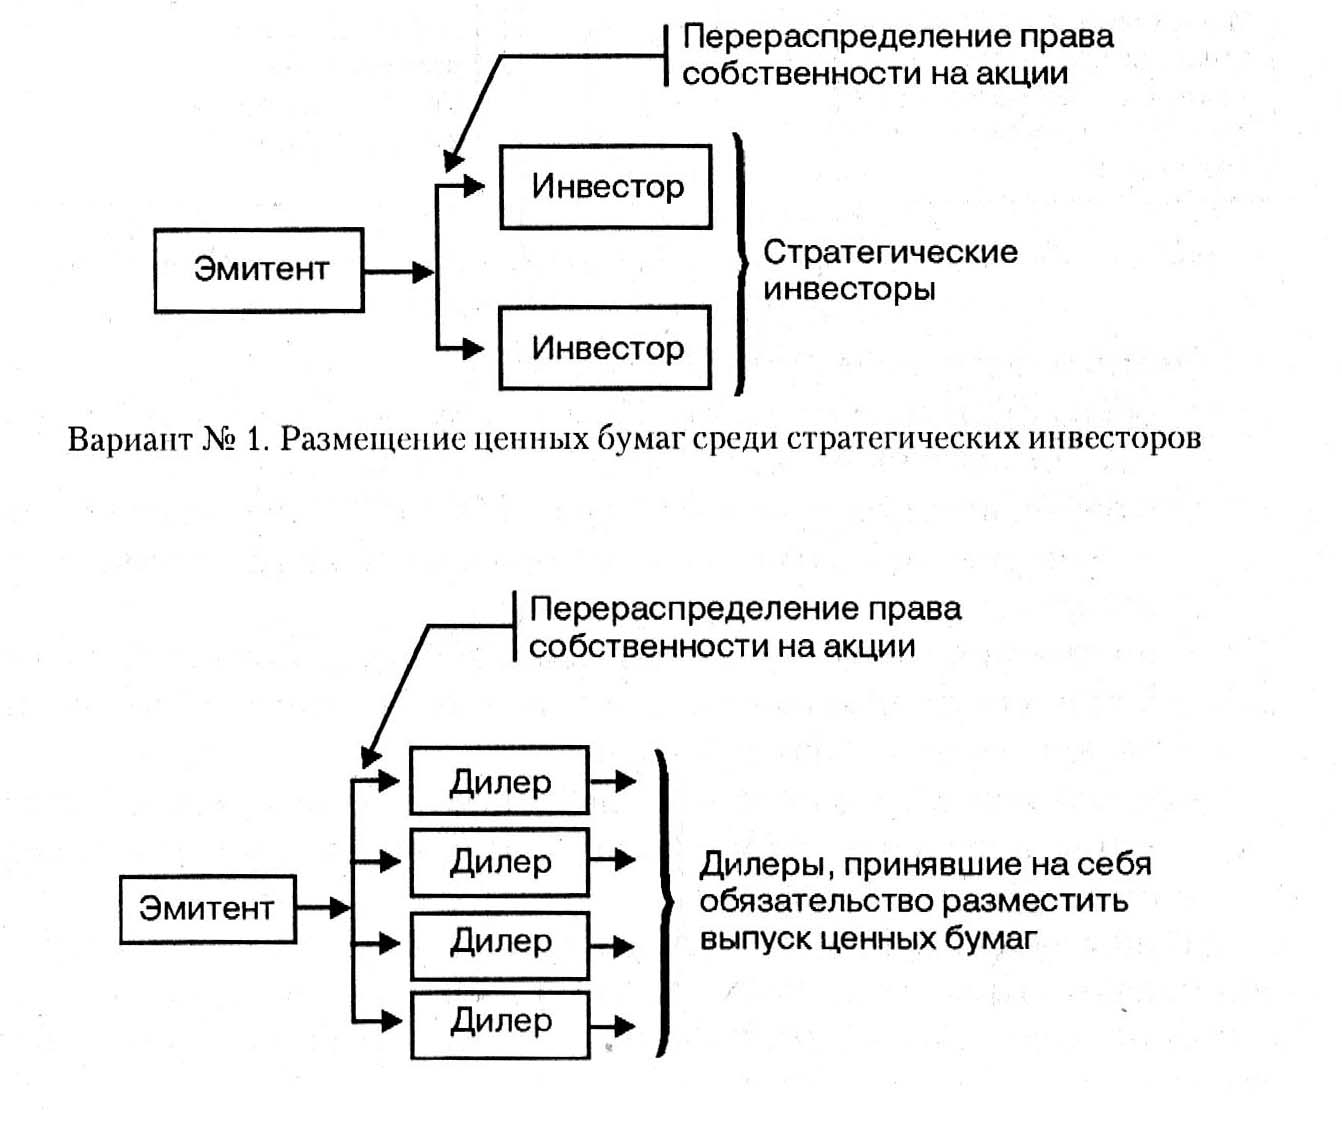 Перераспределение права
собственности на акции
Инвестор
Эмитент
Стратегические
инвесторы
Инвестор
Вариант № 1. Размещение ценных бумаг среди стратегических инвесторов
Перераспределение права
собственности на акции
Дилер
Дилер
Эмитент
Дилеры, принявшие на себя
обязательство разместить
выпуск ценных бумаг
Дилер
Дилер